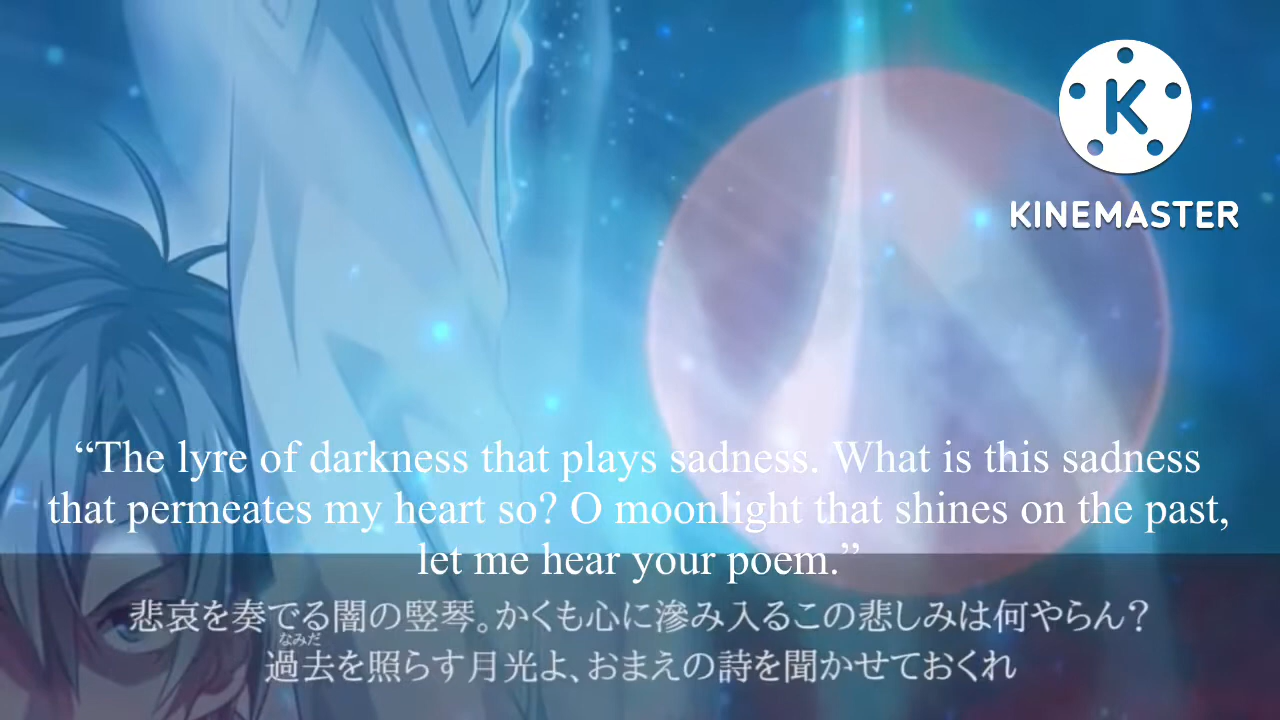 KINEMASTER
“The lyre of darkness that plays sadness. What is this sadness
that permeates my heart so? O moonlight that shines on the past,
let me hear your poem.”
悲哀を奏でる闇の竪琴。かくも心に滲み入るこの悲しみは何やらん？
なみだ
過去を照らす月光よ、おまえの詩を聞かせておくれ